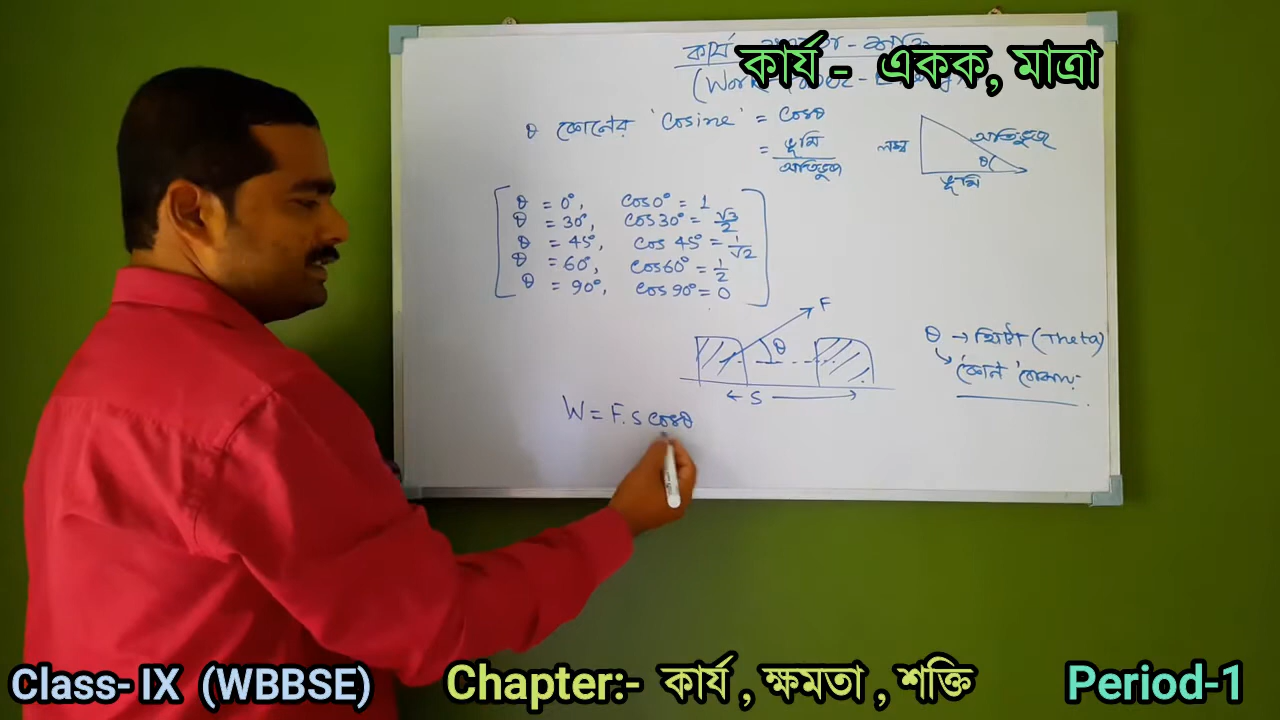 কার্য - একক, মাত্রা
কার্য
(Work
θ কোনের 'Cosine' = Cosθ
= ভূমি
অতিভুজ
লম্ব
অতিভুজ
θ
ভূমি
θ = 0°, Cos0° = 1
θ = 30°, Cos30° = √3/2
θ = 45°, Cos 45° = 1/√2
θ = 60°, Cos60° = 1/2
θ = 90°, Cos 90° = 0
F
θ
S
θ → থিটা (Theta)
কোন
W = F.S cosθ
Class- IX (WBBSE)
Chapter:- কার্য , ক্ষমতা , শক্তি
Period-1